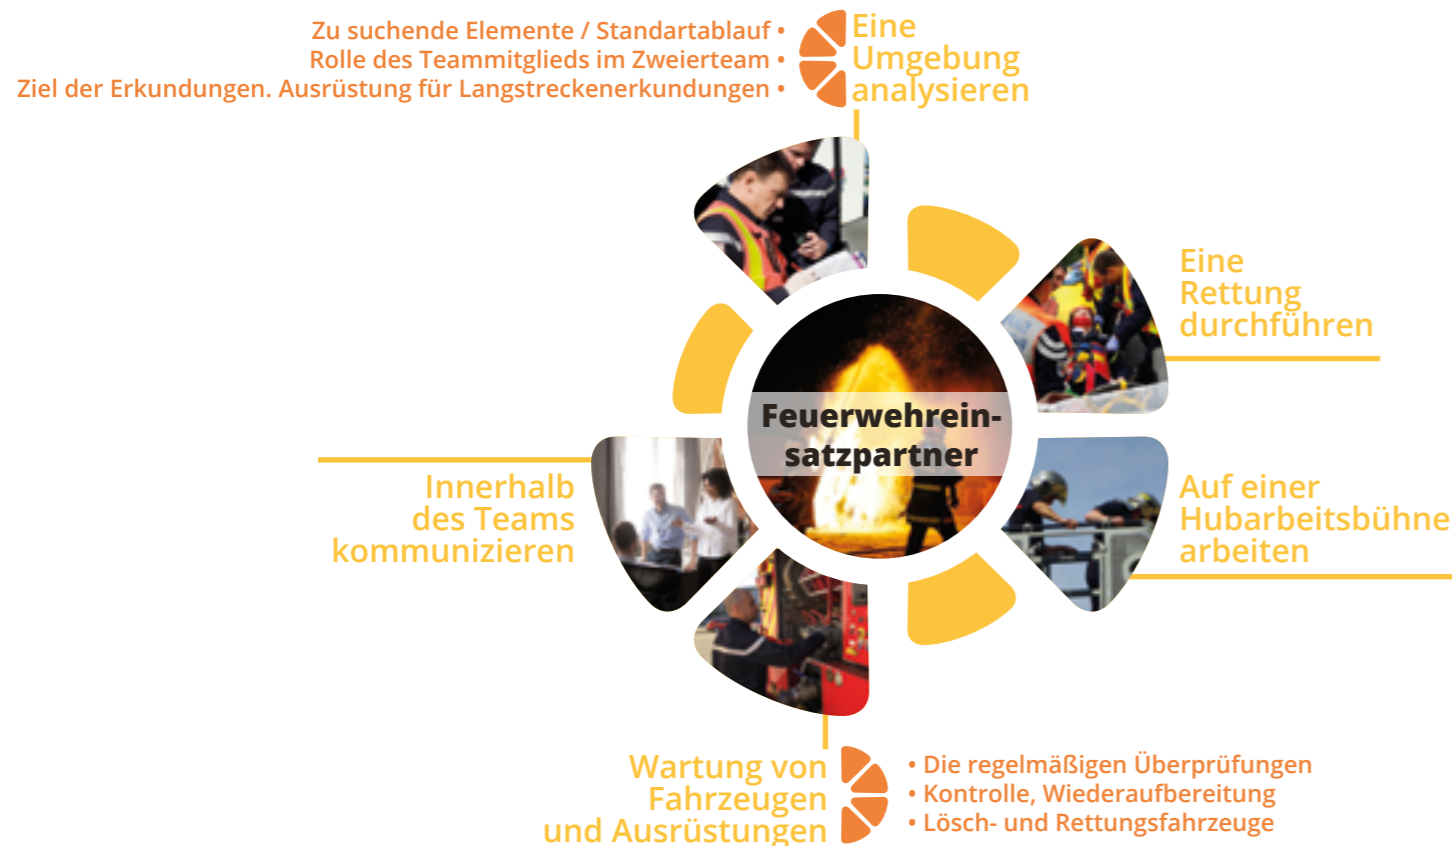 Zu suchende Elemente / Standartablauf •
Rolle des Teammitglieds im Zweierteam •
Ziel der Erkundungen. Ausrüstung für Langstreckenerkundungen •
Eine
Umgebung
analysieren
Eine
Rettung
durchführen
Feuerwehrein-
satzpartner
Innerhalb
des Teams
kommunizieren
Auf einer
Hubarbeitsbühne
arbeiten
Wartung von
Fahrzeugen
und Ausrüstungen
• Die regelmäßigen Überprüfungen
• Kontrolle, Wiederaufbereitung
• Lösch- und Rettungsfahrzeuge